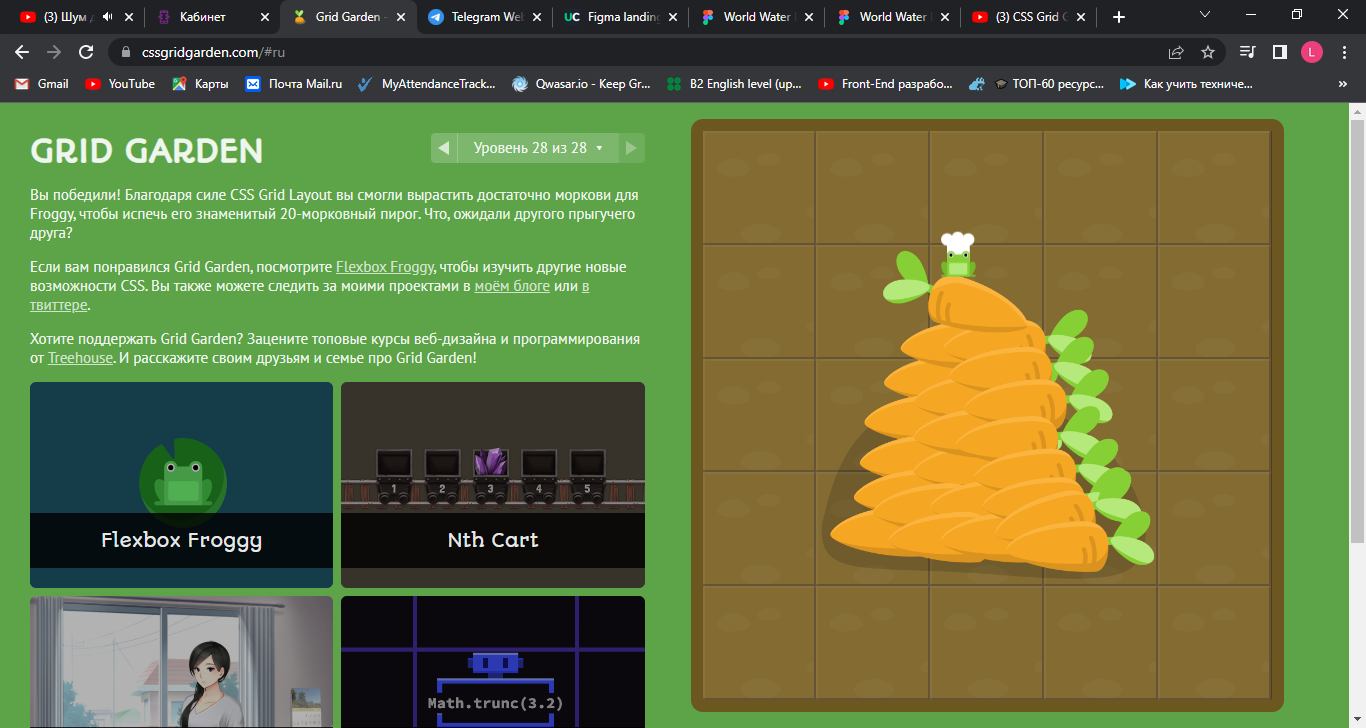 (3) Шум д
Кабинет
Grid Garden -
Telegram Web
UC Figma landing
World Water
World Water
(3) CSS Grid G
cssgridgarden.com/#ru
L
Gmail
YouTube
Карты
Почта Mail.ru
MyAttendanceTrack...
Qwasar.io - Keep Gr...
B2 English level (up...
Front-End разрабо...
ТОП-60 ресурс...
Как учить техниче...
»
GRID GARDEN
Уровень 28 из 28
Вы победили! Благодаря силе CSS Grid Layout вы смогли вырастить достаточно моркови для
Froggy, чтобы испечь его знаменитый 20-морковный пирог. Что, ожидали другого прыгучего
друга?
Если вам понравился Grid Garden, посмотрите Flexbox Froggy, чтобы изучить другие новые
возможности CSS. Вы также можете следить за моими проектами в моём блоге или в
твиттере.
Хотите поддержать Grid Garden? Зацените топовые курсы веб-дизайна и программирования
от Treehouse. И расскажите своим друзьям и семье про Grid Garden!
Flexbox Froggy
1 2 3 4 5
Nth Cart
Math.trunc(3.2)